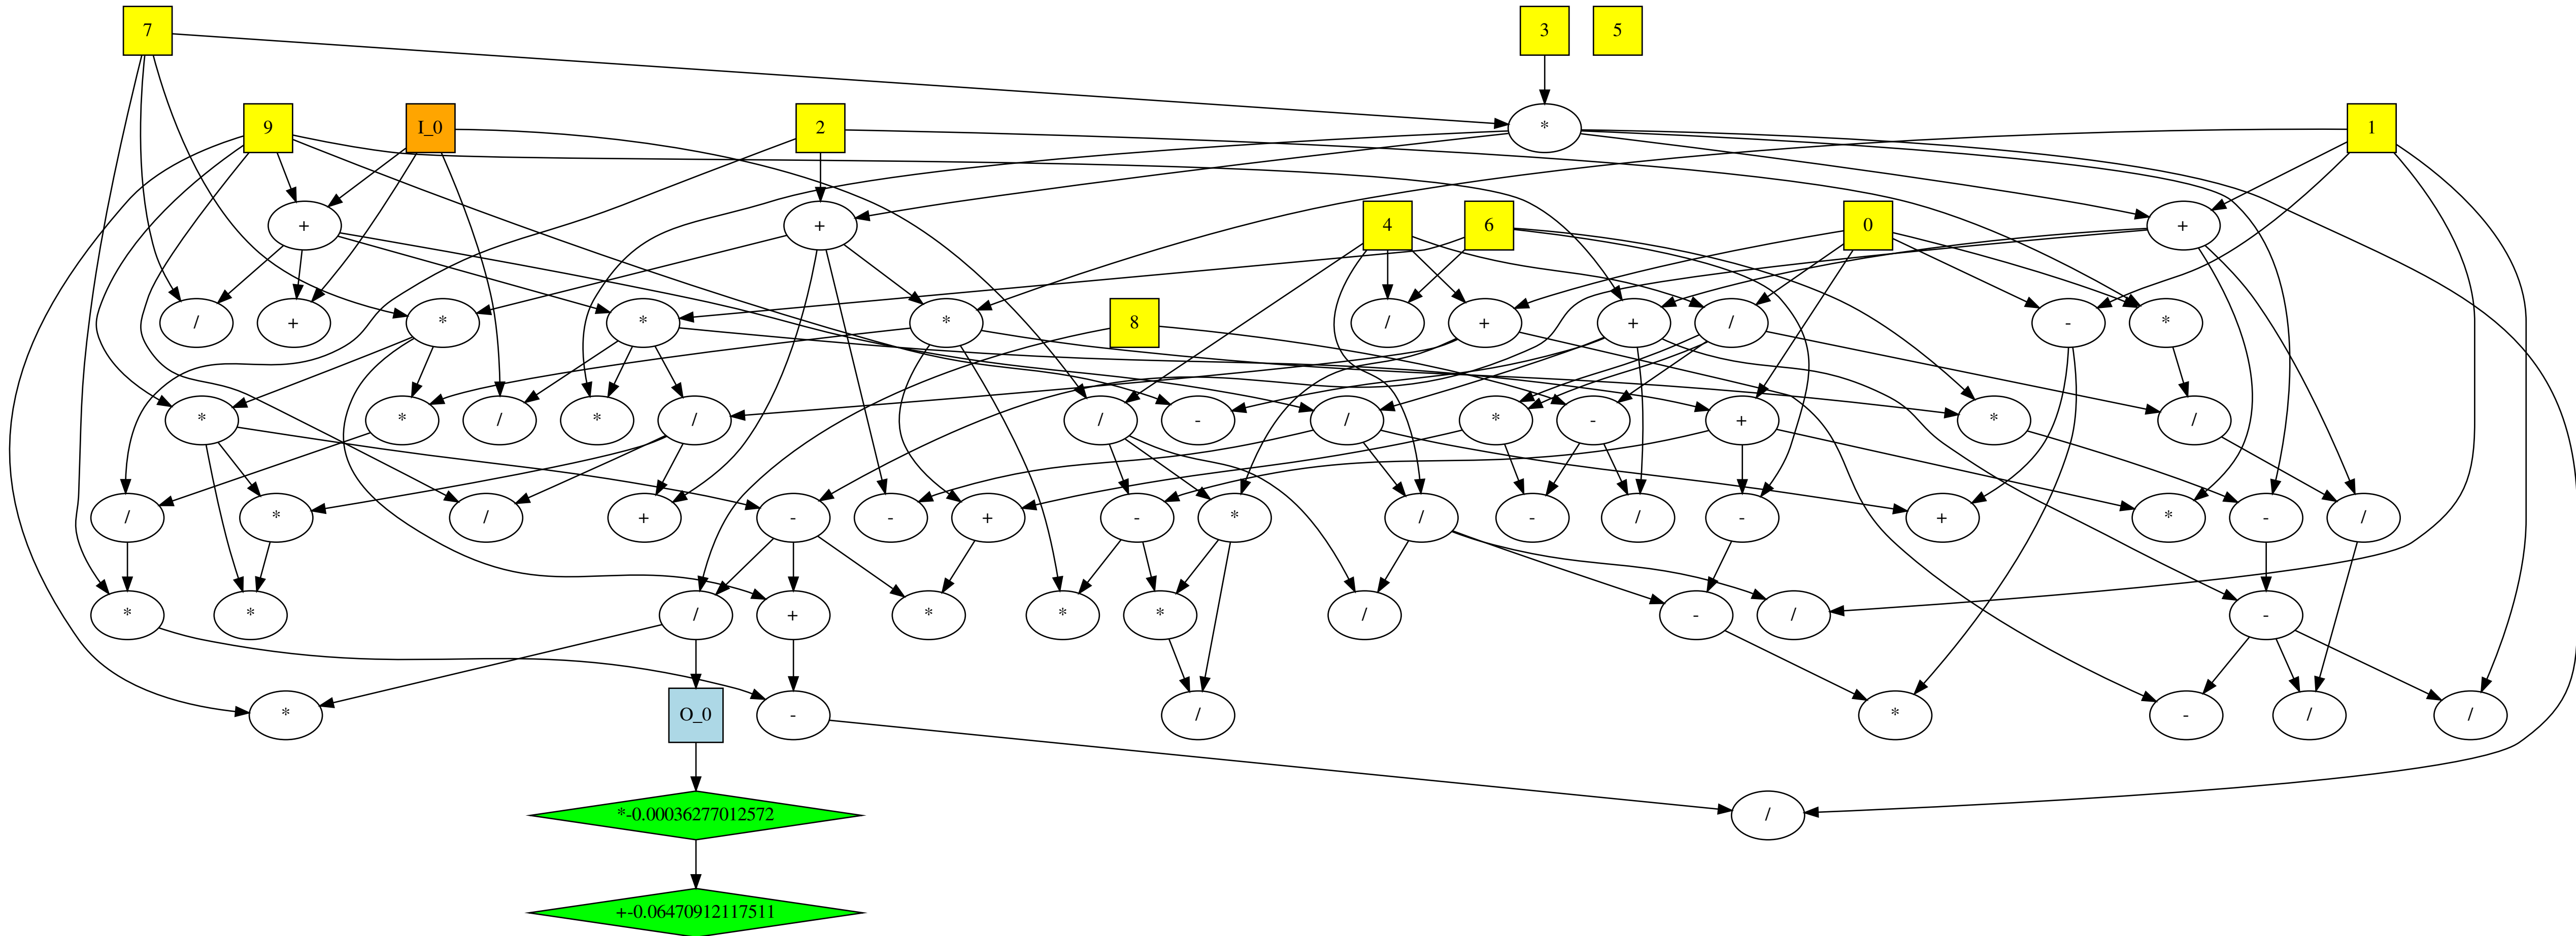 7 3 5
9 I_0 2 * 1
+ + 4 6 0 +
/ + * * * 8 / + + / - *
* * / * / / - / * - + * /
/ * / + - - + - * / - / - + * - /
* * / + * * * / - / -
* O_0 - / * - / /
*-0.00036277012572 /
+-0.06470912117511